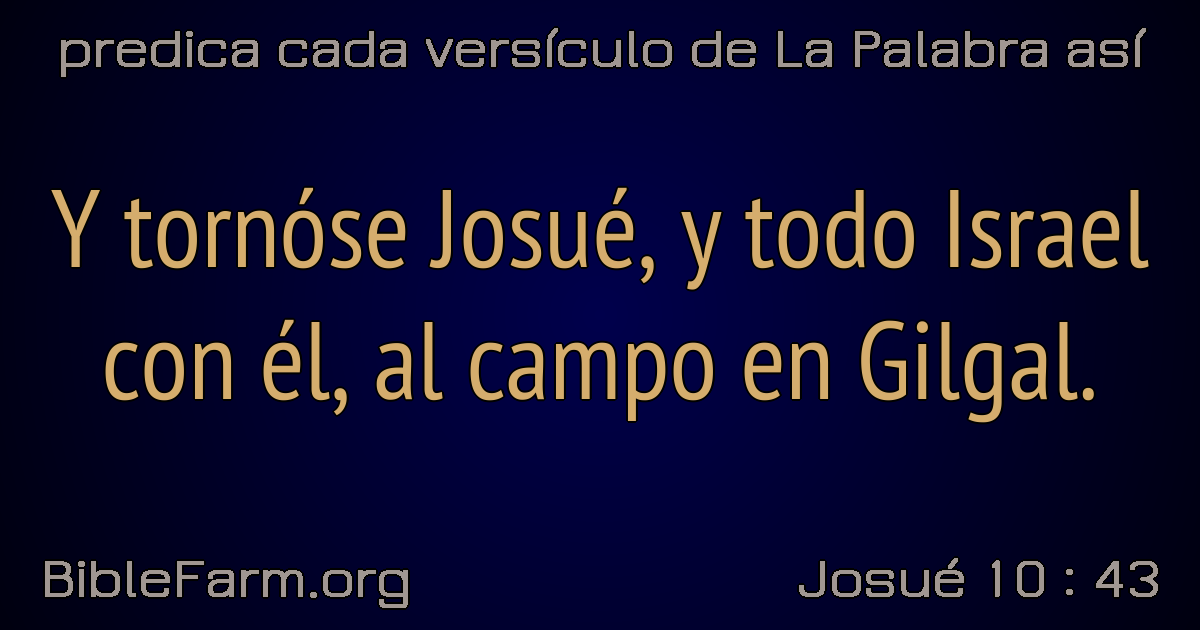 predica cada versículo de La Palabra así
Y tornóse Josué, y todo Israel
con él, al campo en Gilgal.
BibleFarm.org
Josué 10 : 43